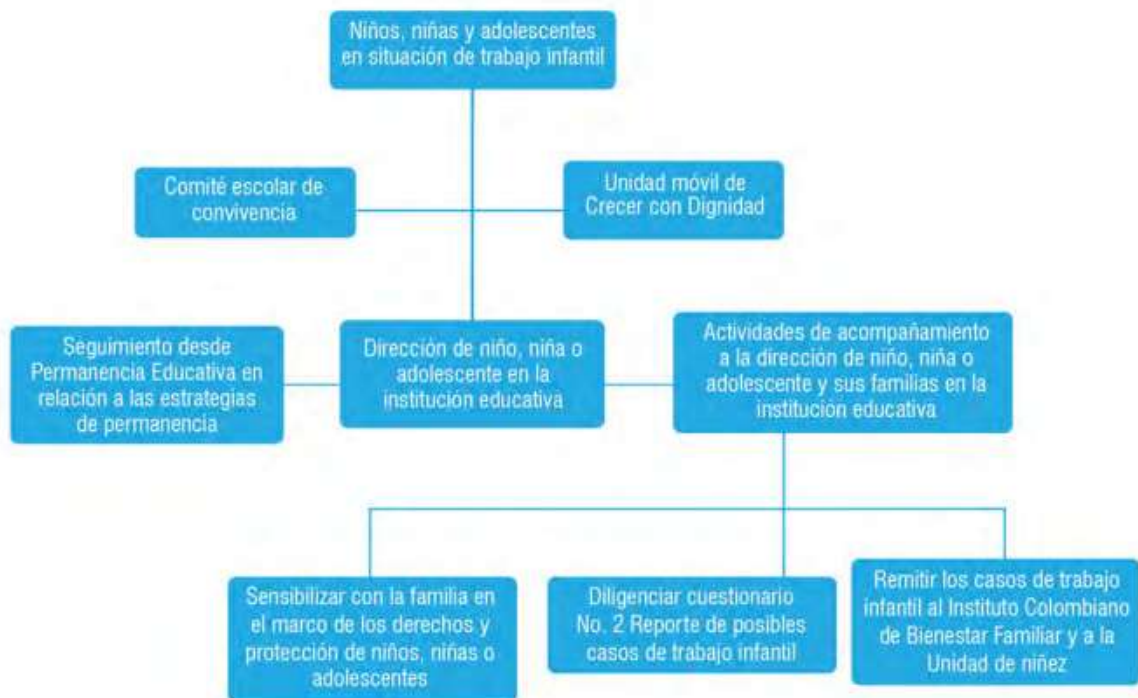 Niños, niñas y adolescentes
en situación de trabajo infantil
Comité escolar de
convivencia
Unidad móvil de
Crecer con Dignidad
Seguimiento desde
Permanencia Educativa en
relación a las estrategias
de permanencia
Dirección de niño, niña o
adolescente en la
institución educativa
Actividades de acompañamiento
a la dirección de niño, niña o
adolescente y sus familias en la
institución educativa
Sensibilizar con la familia en
el marco de los derechos y
protección de niños, niñas o
adolescentes
Diligenciar cuestionario
No. 2 Reporte de posibles
casos de trabajo infantil
Remitir los casos de trabajo
infantil al Instituto Colombiano
de Bienestar Familiar y a la
Unidad de niñez